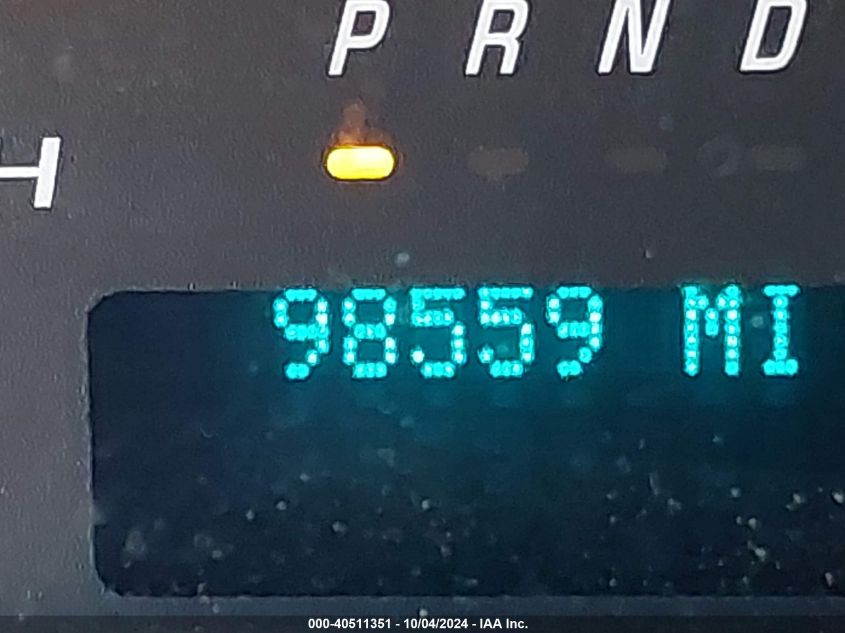 P R N D
H
98559 MI
000-40511351 - 10/04/2024 - IAA Inc.